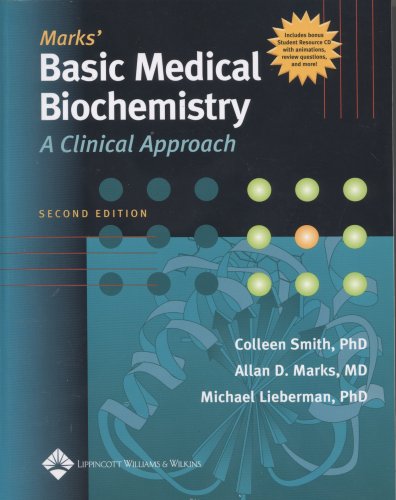 Marks'
Basic Medical
Biochemistry
A Clinical Approach
Includes bonus
Student Resource CD
with animations,
review questions,
and more!
SECOND EDITION
Colleen Smith, PhD
Allan D. Marks, MD
Michael Lieberman, PhD
LIPPINCOTT WILLIAMS & WILKINS